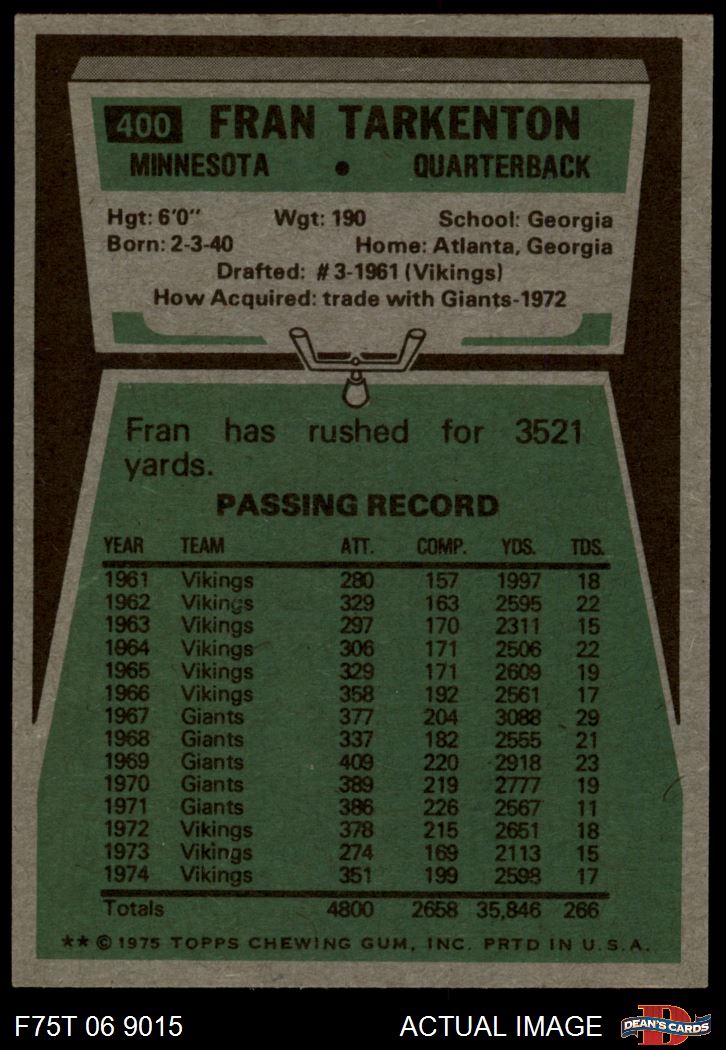 400 FRAN TARKENTON
MINNESOTA • QUARTERBACK
Hgt: 6'0" Wgt: 190 School: Georgia
Born: 2-3-40 Home: Atlanta, Georgia
Drafted: #3-1961 (Vikings)
How Acquired: trade with Giants-1972
Fran has rushed for 3521
yards.
PASSING RECORD
YEAR TEAM ATT. COMP. YDS. TDS.
1961 Vikings 280 157 1997 18
1962 Vikings 329 163 2595 22
1963 Vikings 297 170 2311 15
1964 Vikings 306 171 2506 22
1965 Vikings 329 171 2609 19
1966 Vikings 358 192 2561 17
1967 Giants 377 204 3088 29
1968 Giants 337 182 2555 21
1969 Giants 409 220 2918 23
1970 Giants 389 219 2777 19
1971 Giants 386 226 2567 11
1972 Vikings 378 215 2651 18
1973 Vikings 274 169 2113 15
1974 Vikings 351 199 2598 17
Totals 4800 2658 35,846 266
** © 1975 TOPPS CHEWING GUM, INC. PRTD IN U.S.A.
F75T 06 9015 ACTUAL IMAGE DEAN'S CARDS